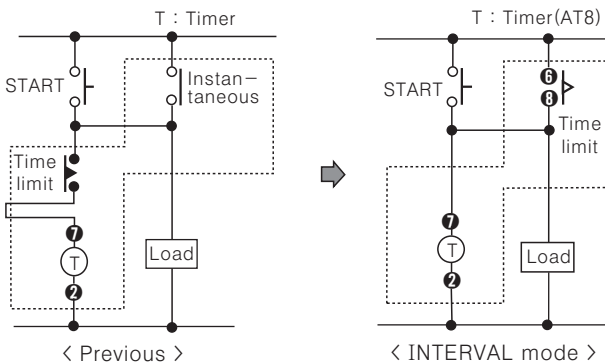 T : Timer
START
Instan-
taneous
Time
limit
7
T
2
Load
< Previous >
T : Timer(AT8)
START
6
8
Time
limit
7
T
2
Load
< INTERVAL mode >